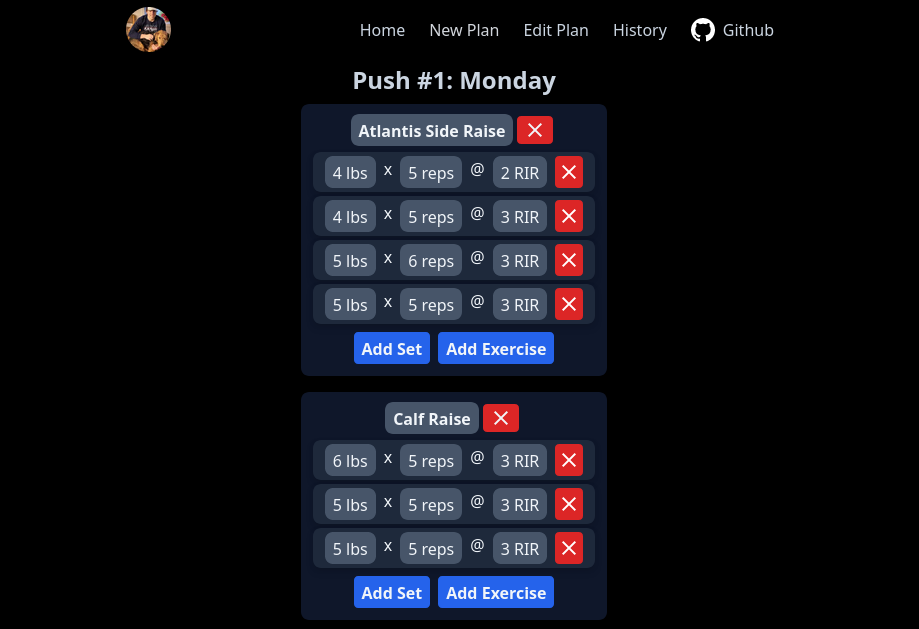 Home New Plan Edit Plan History Github
Push #1: Monday
Atlantis Side Raise
4 lbs x 5 reps @ 2 RIR
4 lbs x 5 reps @ 3 RIR
5 lbs x 6 reps @ 3 RIR
5 lbs x 5 reps @ 3 RIR
Add Set Add Exercise
Calf Raise
6 lbs x 5 reps @ 3 RIR
5 lbs x 5 reps @ 3 RIR
5 lbs x 5 reps @ 3 RIR
Add Set Add Exercise